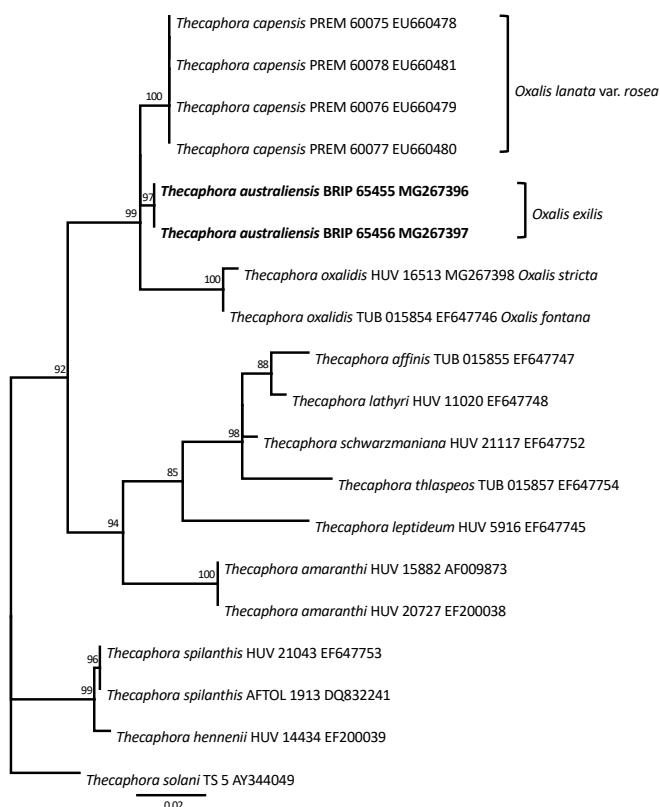 Thecaphora capensis PREM 60075 EU660478
Thecaphora capensis PREM 60078 EU660481
100
Oxalis lanata var. rosea
Thecaphora capensis PREM 60076 EU660479
Thecaphora capensis PREM 60077 EU660480
Thecaphora australiensis BRIP 65455 MG267396
97
99
Oxalis exilis
Thecaphora australiensis BRIP 65456 MG267397
Thecaphora oxalidis HUV 16513 MG267398 Oxalis stricta
100
Thecaphora oxalidis TUB 015854 EF647746 Oxalis fontana
Thecaphora affinis TUB 015855 EF647747
88
92
Thecaphora lathyri HUV 11020 EF647748
98
Thecaphora schwarzmaniana HUV 21117 EF647752
85
Thecaphora thlaspeos TUB 015857 EF647754
94
Thecaphora leptideum HUV 5916 EF647745
Thecaphora amaranthi HUV 15882 AF009873
100
Thecaphora amaranthi HUV 20727 EF200038
Thecaphora spilanthis HUV 21043 EF647753
96
99
Thecaphora spilanthis AFTOL 1913 DQ832241
Thecaphora hennenii HUV 14434 EF200039
Thecaphora solani TS 5 AY344049
0.02